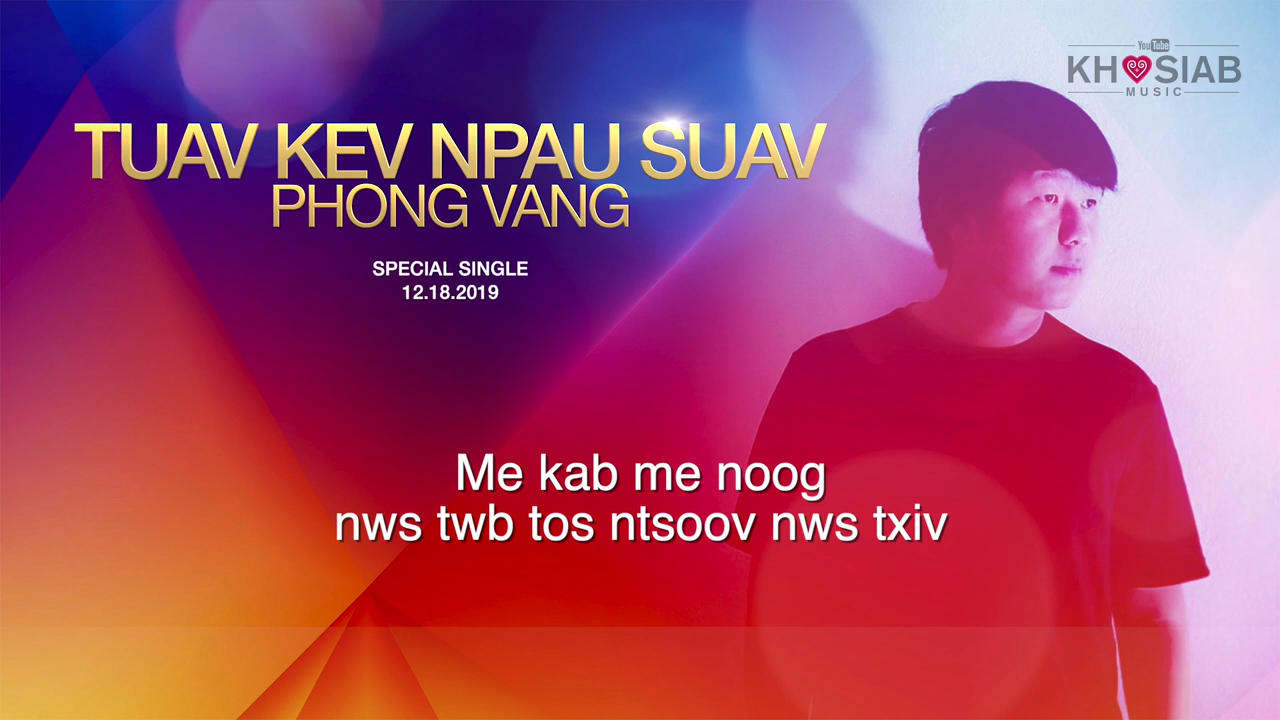 YouTube
KHOSIAB
MUSIC
TUAV KEV NPAU SUAV
PHONG VANG
SPECIAL SINGLE
12.18.2019
Me kab me noog
nws twb tos ntsoov nws txiv